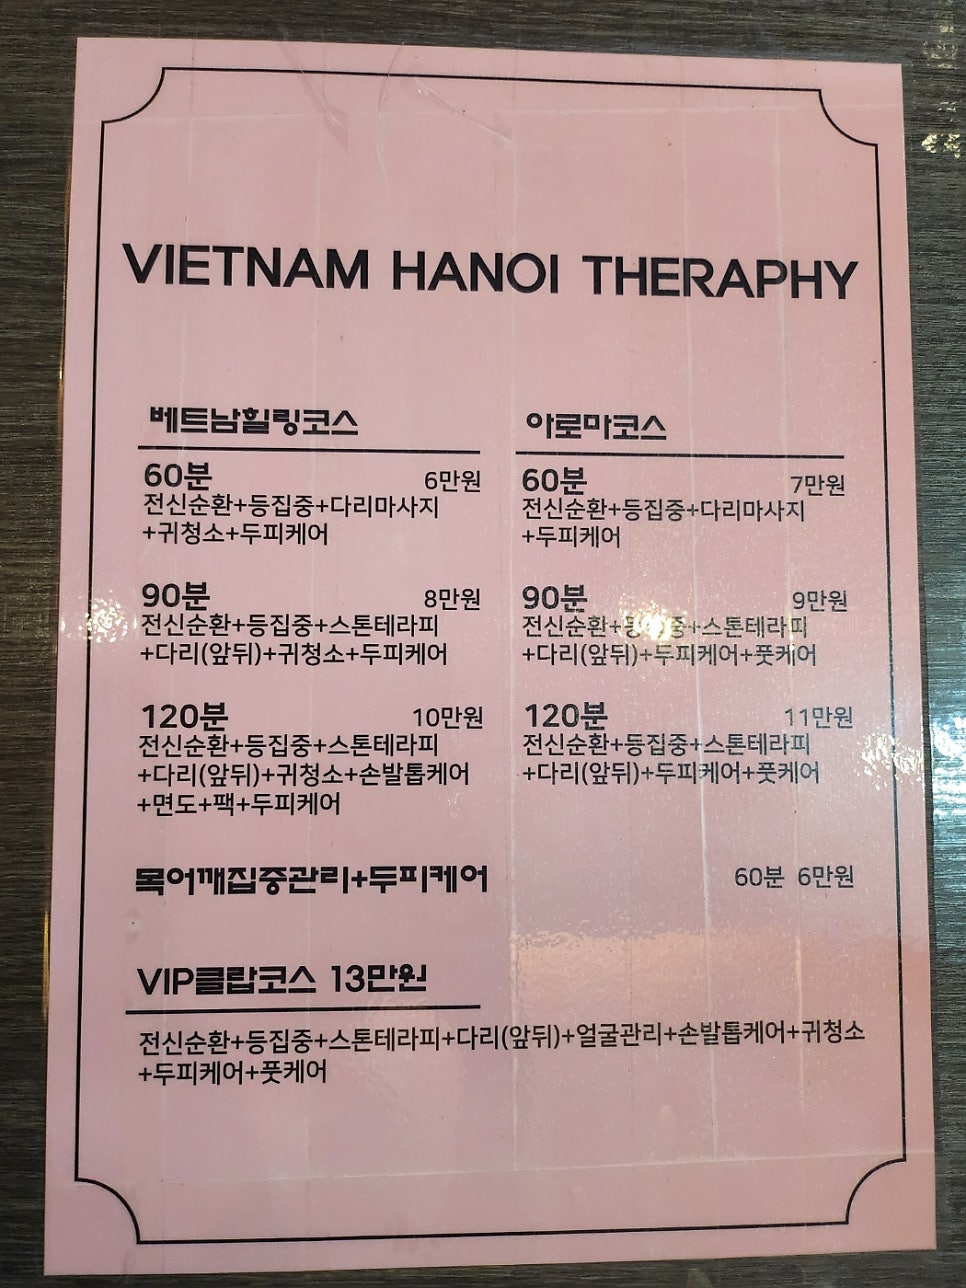 VIETNAM HANOI THERAPHY
베트남힐링코스
60분 6만원
전신순환+등집중+다리마사지
+귀청소+두피케어
90분 8만원
전신순환+등집중+스톤테라피
+다리(앞뒤)+귀청소+두피케어
120분 10만원
전신순환+등집중+스톤테라피
+다리(앞뒤)+귀청소+손발톱케어
+면도+팩+두피케어
아로마코스
60분 7만원
전신순환+등집중+다리마사지
+두피케어
90분 9만원
전신순환+등집중+스톤테라피
+다리(앞뒤)+두피케어+풋케어
120분 11만원
전신순환+등집중+스톤테라피
+다리(앞뒤)+두피케어+풋케어
목어깨집중관리+두피케어 60분 6만원
VIP클랍코스 13만원
전신순환+등집중+스톤테라피+다리(앞뒤)+얼굴관리+손발톱케어+귀청소
+두피케어+풋케어